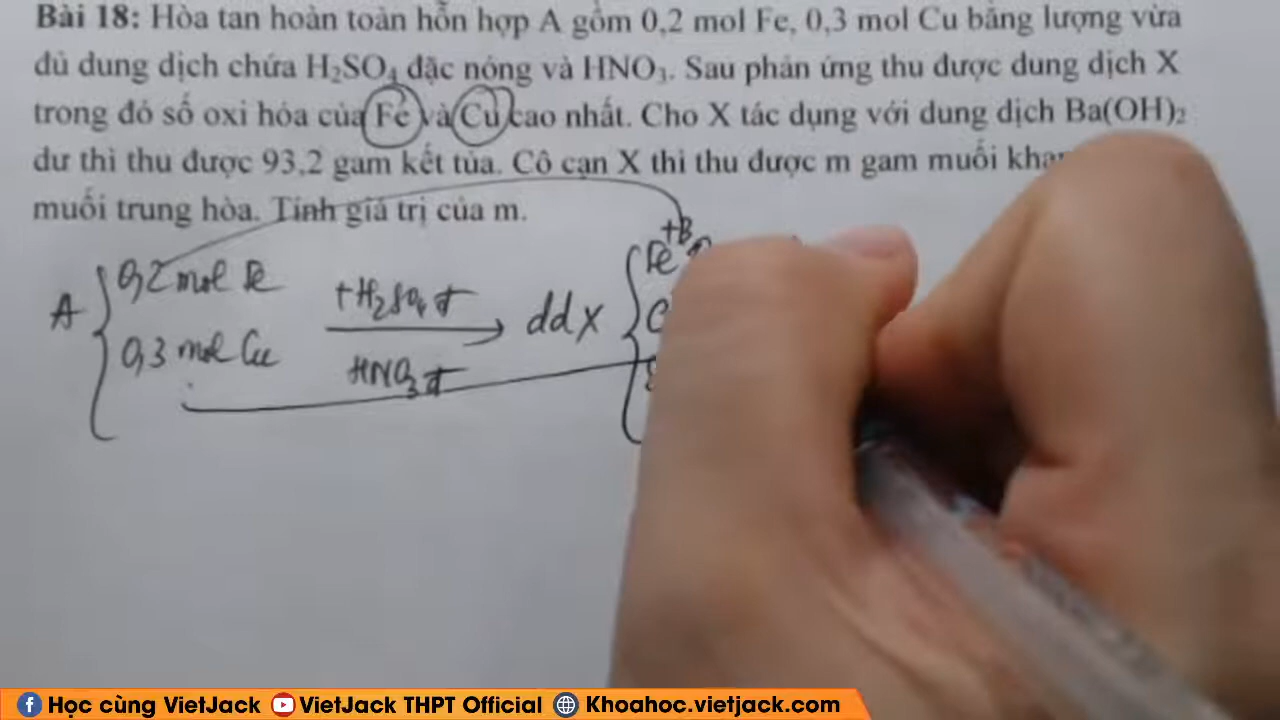 Bài 18: Hòa tan hoàn toàn hỗn hợp A gồm 0,2 mol Fe, 0,3 mol Cu bằng lượng vừa
đủ dung dịch chứa H₂SO₄ đặc nóng và HNO₃. Sau phản ứng thu được dung dịch X
trong đó số oxi hóa của Fe và Cu cao nhất. Cho X tác dụng với dung dịch Ba(OH)₂
dư thì thu được 93,2 gam kết tủa. Cô cạn X thì thu được m gam muối
muối trung hòa. Tính giá trị của m.
A { 0,2 mol Fe +H₂SO₄ đ ddX { Fe⁺³
0,3 mol Cu HNO₃ đ C
Học cùng VietJack VietJack THPT Official Khoahoc.vietjack.com